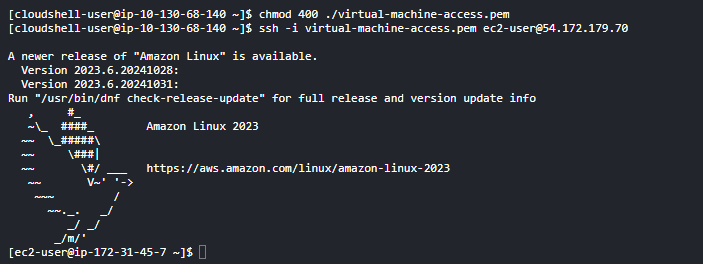 [cloudshell-user@ip-10-130-68-140 ~]$ chmod 400 ./virtual-machine-access.pem
[cloudshell-user@ip-10-130-68-140 ~]$ ssh -i virtual-machine-access.pem ec2-user@54.172.179.70

A newer release of "Amazon Linux" is available.
  Version 2023.6.20241028:
  Version 2023.6.20241031:
Run "/usr/bin/dnf check-release-update" for full release and version update info
   ,     #_
   ~\_  ####_        Amazon Linux 2023
  ~~  \_#####\
  ~~     \###|
  ~~       \#/ ___   https://aws.amazon.com/linux/amazon-linux-2023
   ~~       V~' '->
    ~~~         /
      ~~._.   _/
         _/ _/
       _/m/'
[ec2-user@ip-172-31-45-7 ~]$